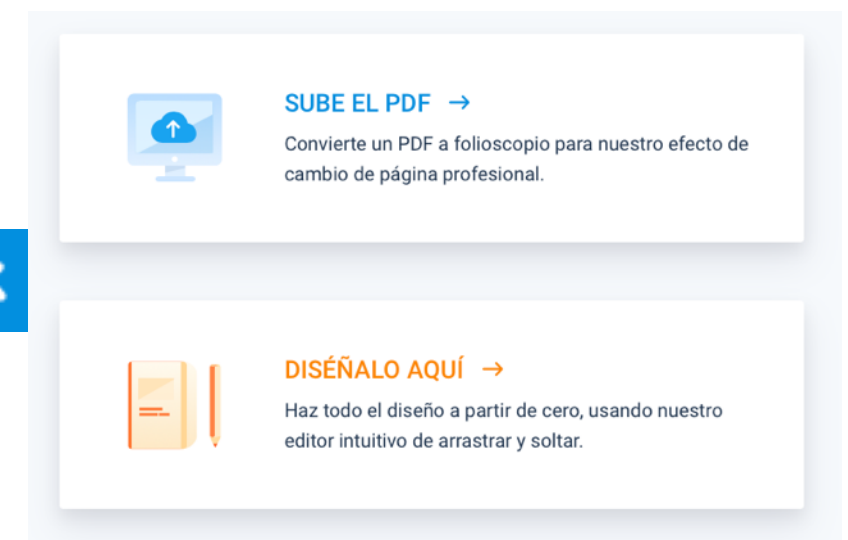 SUBE EL PDF →
Convierte un PDF a folioscopio para nuestro efecto de
cambio de página profesional.
DISÉÑALO AQUÍ →
Haz todo el diseño a partir de cero, usando nuestro
editor intuitivo de arrastrar y soltar.